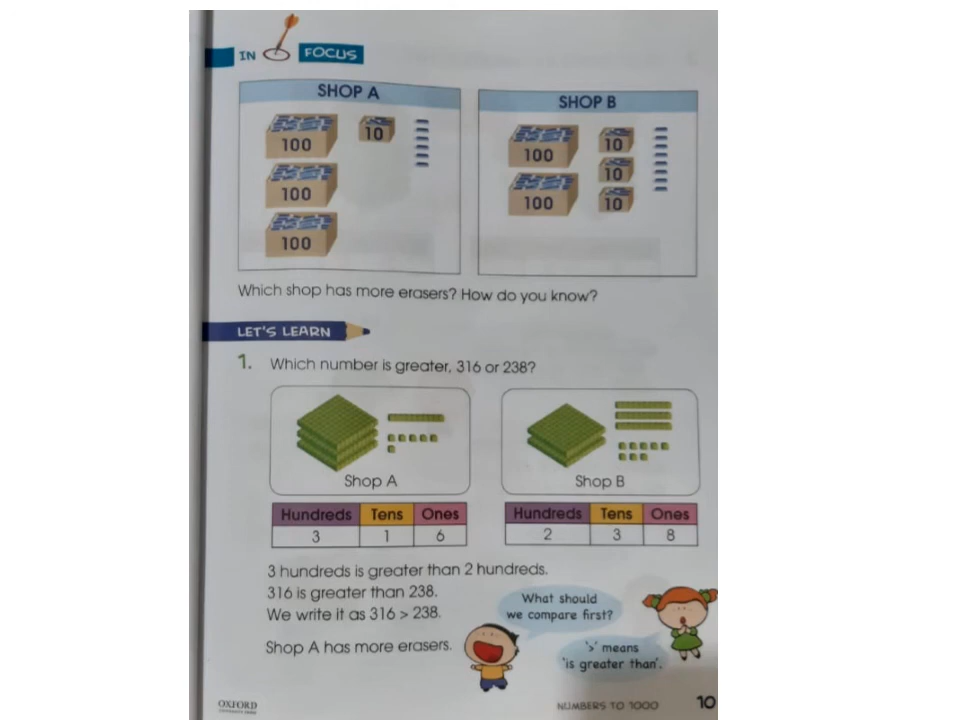 IN FOCUS
SHOP A
100
10
100
100
SHOP B
100
10
10
100
10
Which shop has more erasers? How do you know?
LET'S LEARN
1. Which number is greater, 316 or 238?
Shop A
Shop B
Hundreds Tens Ones
3 1 6
Hundreds Tens Ones
2 3 8
3 hundreds is greater than 2 hundreds.
316 is greater than 238.
We write it as 316 > 238.
Shop A has more erasers.
What should
we compare first?
'>' means
'is greater than'.
OXFORD
NUMBERS TO 1000
10